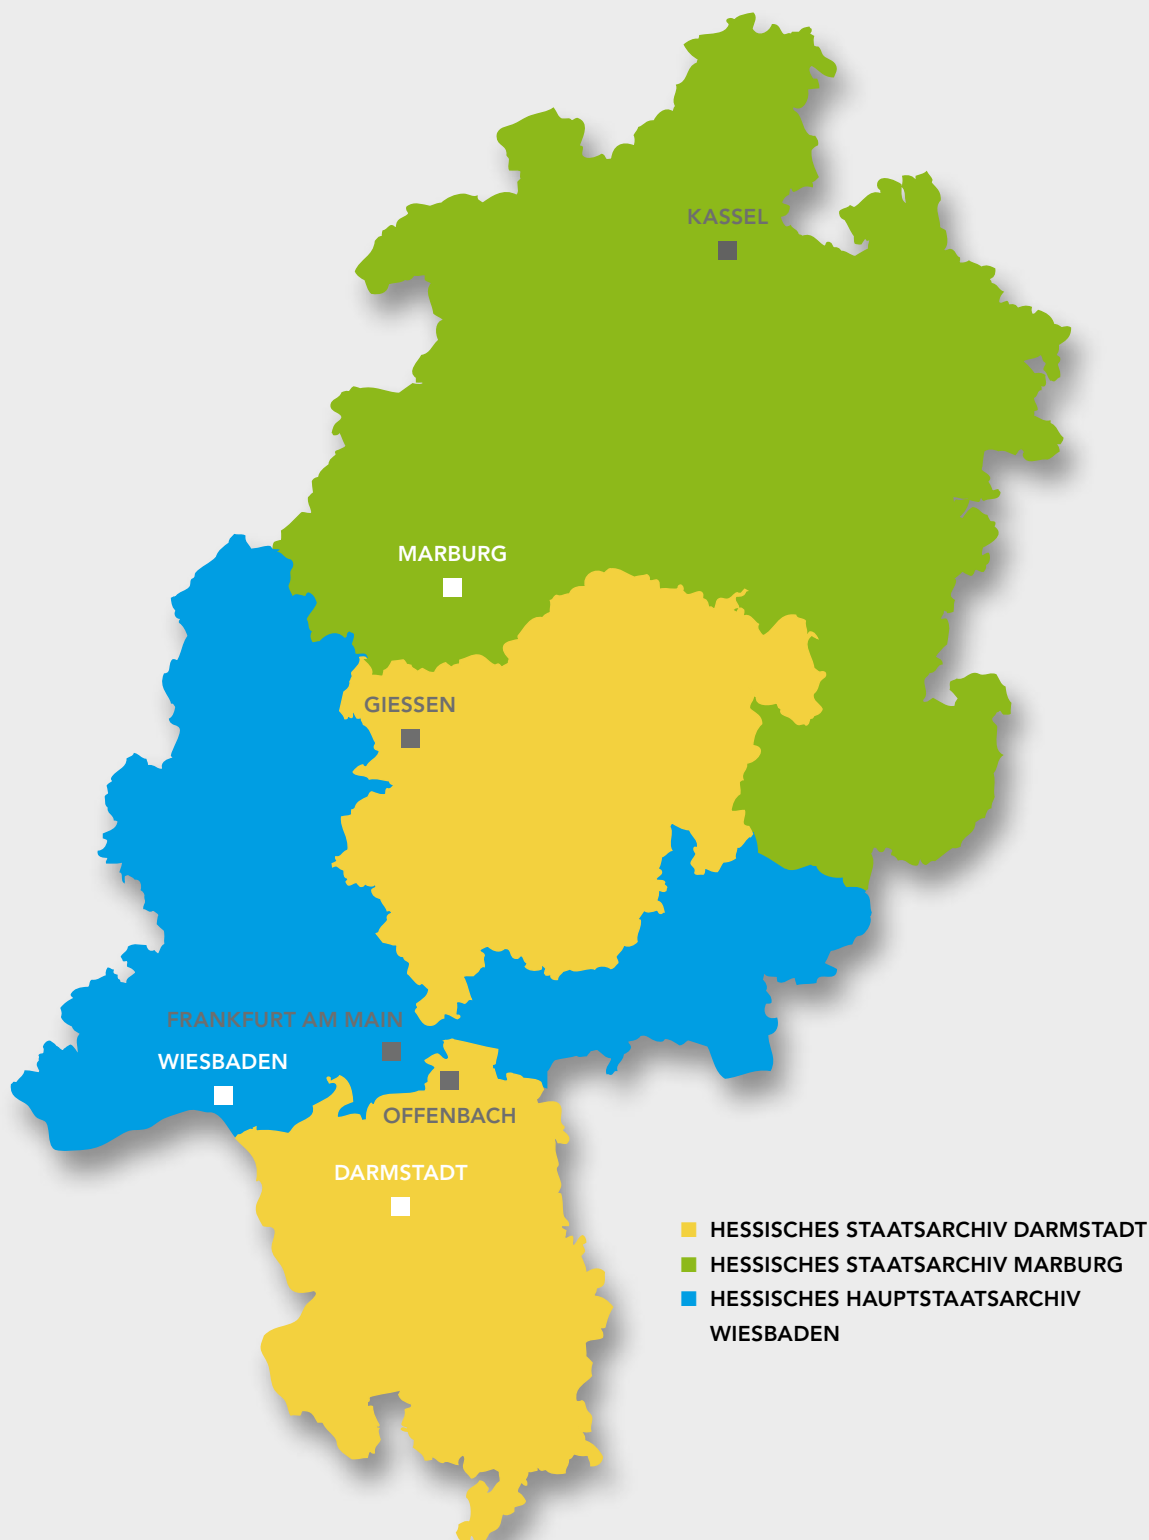 KASSEL
MARBURG
GIESSEN
FRANKFURT AM MAIN
WIESBADEN
OFFENBACH
DARMSTADT
HESSISCHES STAATSARCHIV DARMSTADT
HESSISCHES STAATSARCHIV MARBURG
HESSISCHES HAUPTSTAATSARCHIV
WIESBADEN